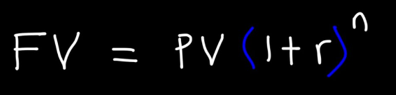 FV = PV(1+r)ⁿ